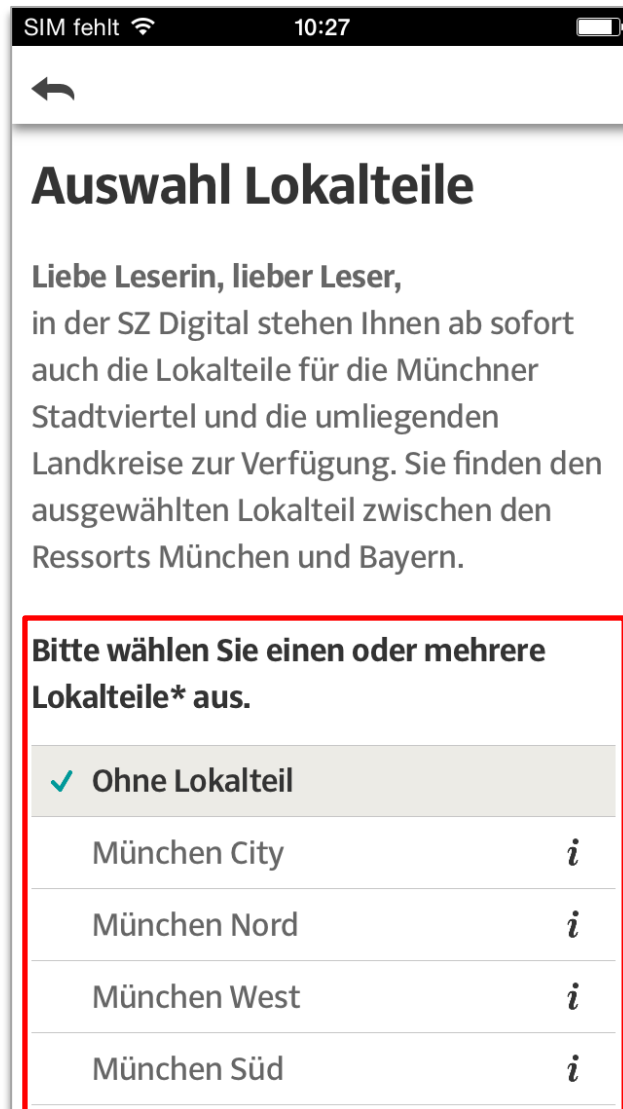 SIM fehlt 10:27
Auswahl Lokalteile
Liebe Leserin, lieber Leser,
in der SZ Digital stehen Ihnen ab sofort
auch die Lokalteile für die Münchner
Stadtviertel und die umliegenden
Landkreise zur Verfügung. Sie finden den
ausgewählten Lokalteil zwischen den
Ressorts München und Bayern.
Bitte wählen Sie einen oder mehrere
Lokalteile* aus.
Ohne Lokalteil
München City i
München Nord i
München West i
München Süd i